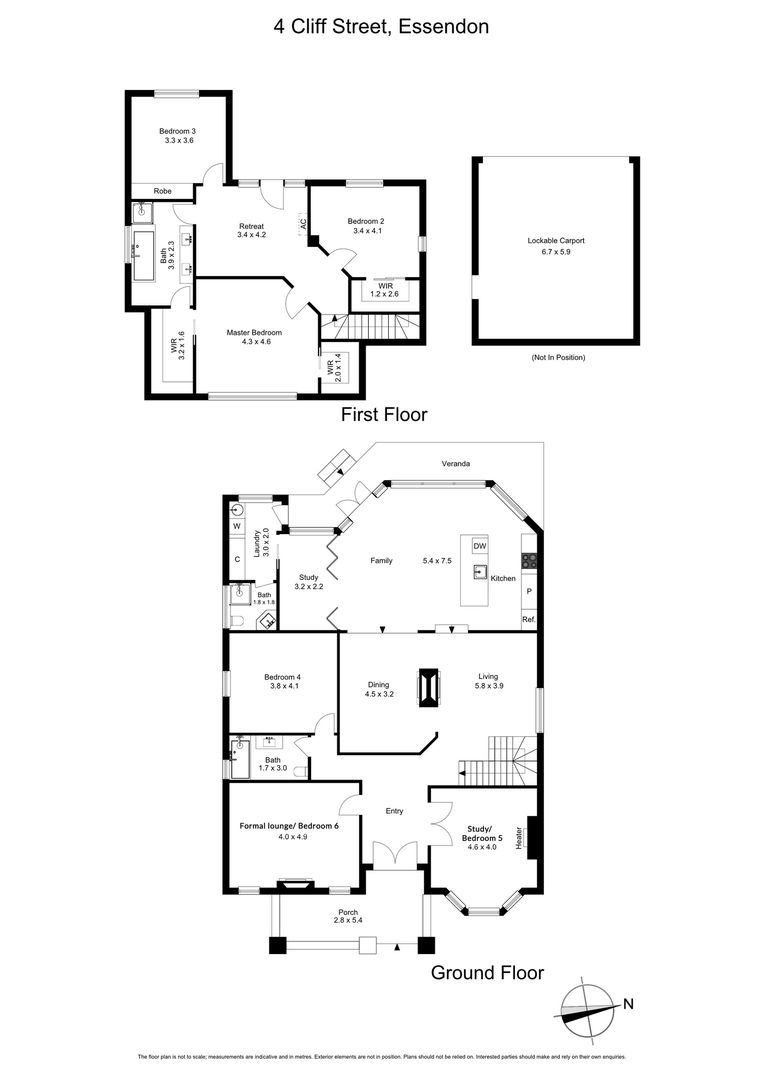 4 Cliff Street, Essendon
Bedroom 3
3.3 x 3.6
Robe
Retreat
3.4 x 4.2
AC
Bedroom 2
3.4 x 4.1
Bath
3.9 x 2.3
WIR
1.2 x 2.6
WIR
3.2 x 1.6
Master Bedroom
4.3 x 4.6
WIR
2.0 x 1.4
Lockable Carport
6.7 x 5.9
(Not In Position)
First Floor
Veranda
W
C
Laundry
3.0 x 2.0
Study
3.2 x 2.2
Family
5.4 x 7.5
DW
Kitchen
P
Ref.
Bath
1.8 x 1.8
Bedroom 4
3.8 x 4.1
Dining
4.5 x 3.2
Living
5.8 x 3.9
Bath
1.7 x 3.0
Entry
Formal lounge/ Bedroom 6
4.0 x 4.9
Study/
Bedroom 5
4.6 x 4.0
Heater
Porch
2.8 x 5.4
Ground Floor
N
The floor plan is not to scale; measurements are indicative and in metres. Exterior elements are not in position. Plans should not be relied on. Interested parties should make and rely on their own enquiries.